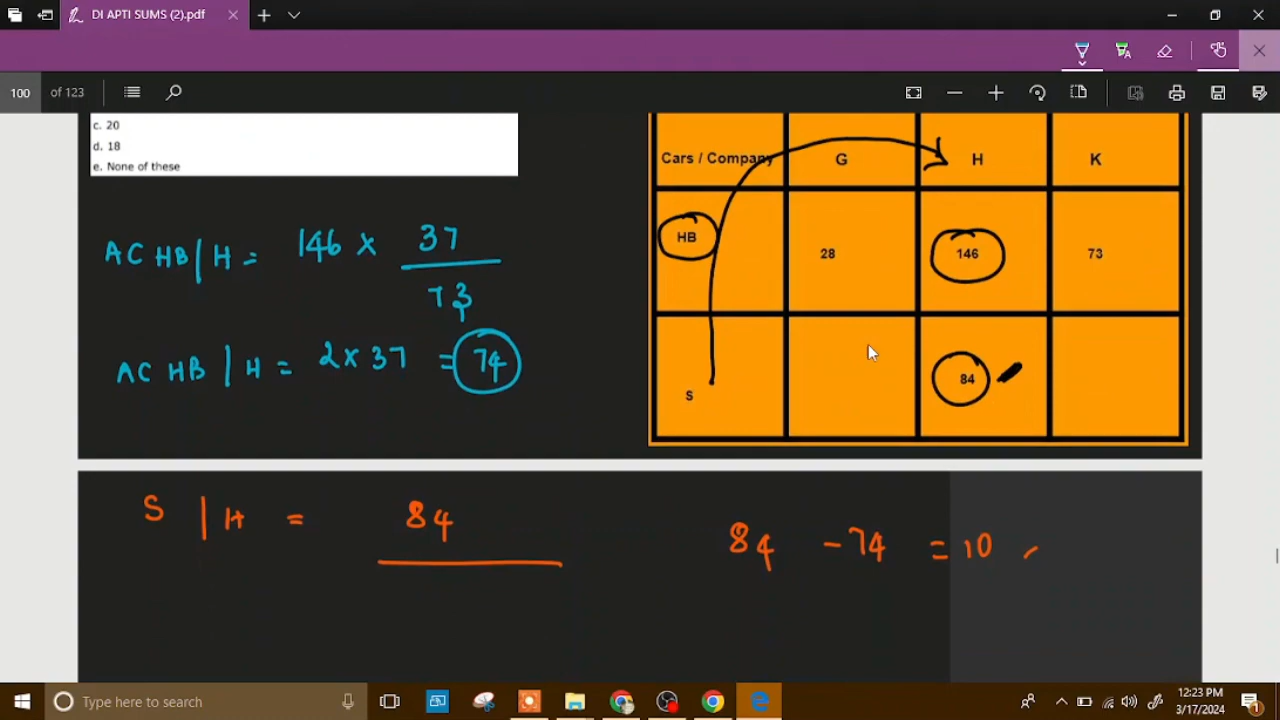 DI APTI SUMS (2).pdf
100 of 123
c. 20
d. 18
e. None of these
Cars / Company G H K
HB 28 146 73
S 84
AC HB | H = 146 x 37
73
AC HB | H = 2 x 37 = 74
S | H = 84
84 - 74 = 10
Type here to search
12:23 PM
3/17/2024